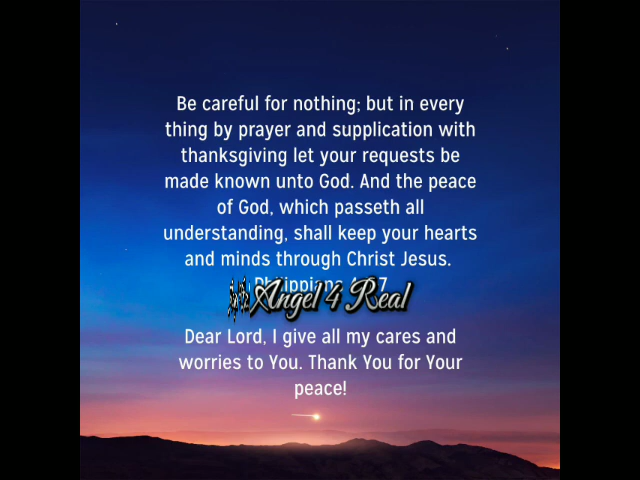 Be careful for nothing; but in every
thing by prayer and supplication with
thanksgiving let your requests be
made known unto God. And the peace
of God, which passeth all
understanding, shall keep your hearts
and minds through Christ Jesus.
Angel 4 Real
Dear Lord, I give all my cares and
worries to You. Thank You for Your
peace!